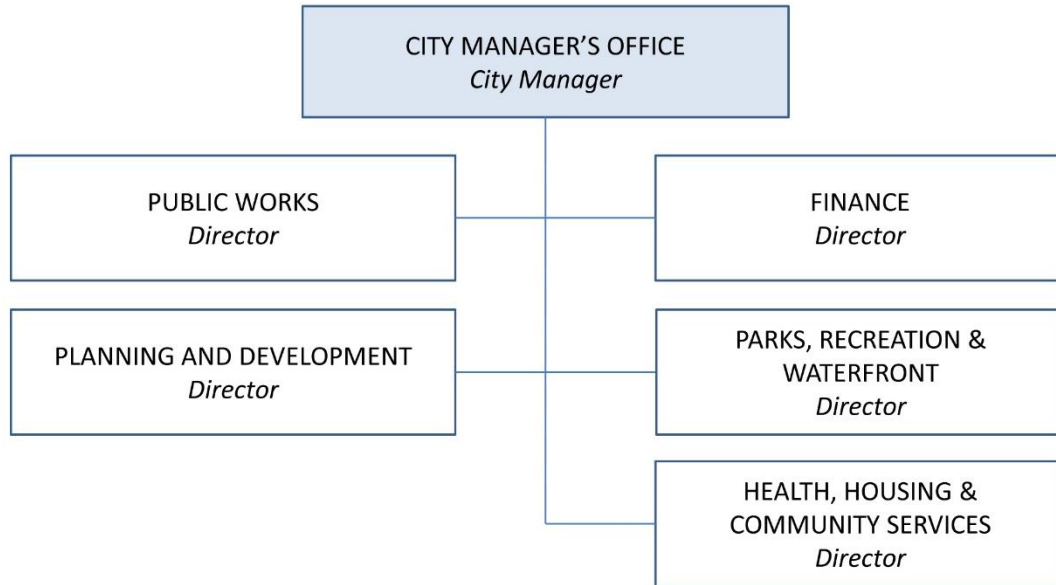 CITY MANAGER’S OFFICE
City Manager
PUBLIC WORKS
Director
FINANCE
Director
PLANNING AND DEVELOPMENT
Director
PARKS, RECREATION &
WATERFRONT
Director
HEALTH, HOUSING &
COMMUNITY SERVICES
Director